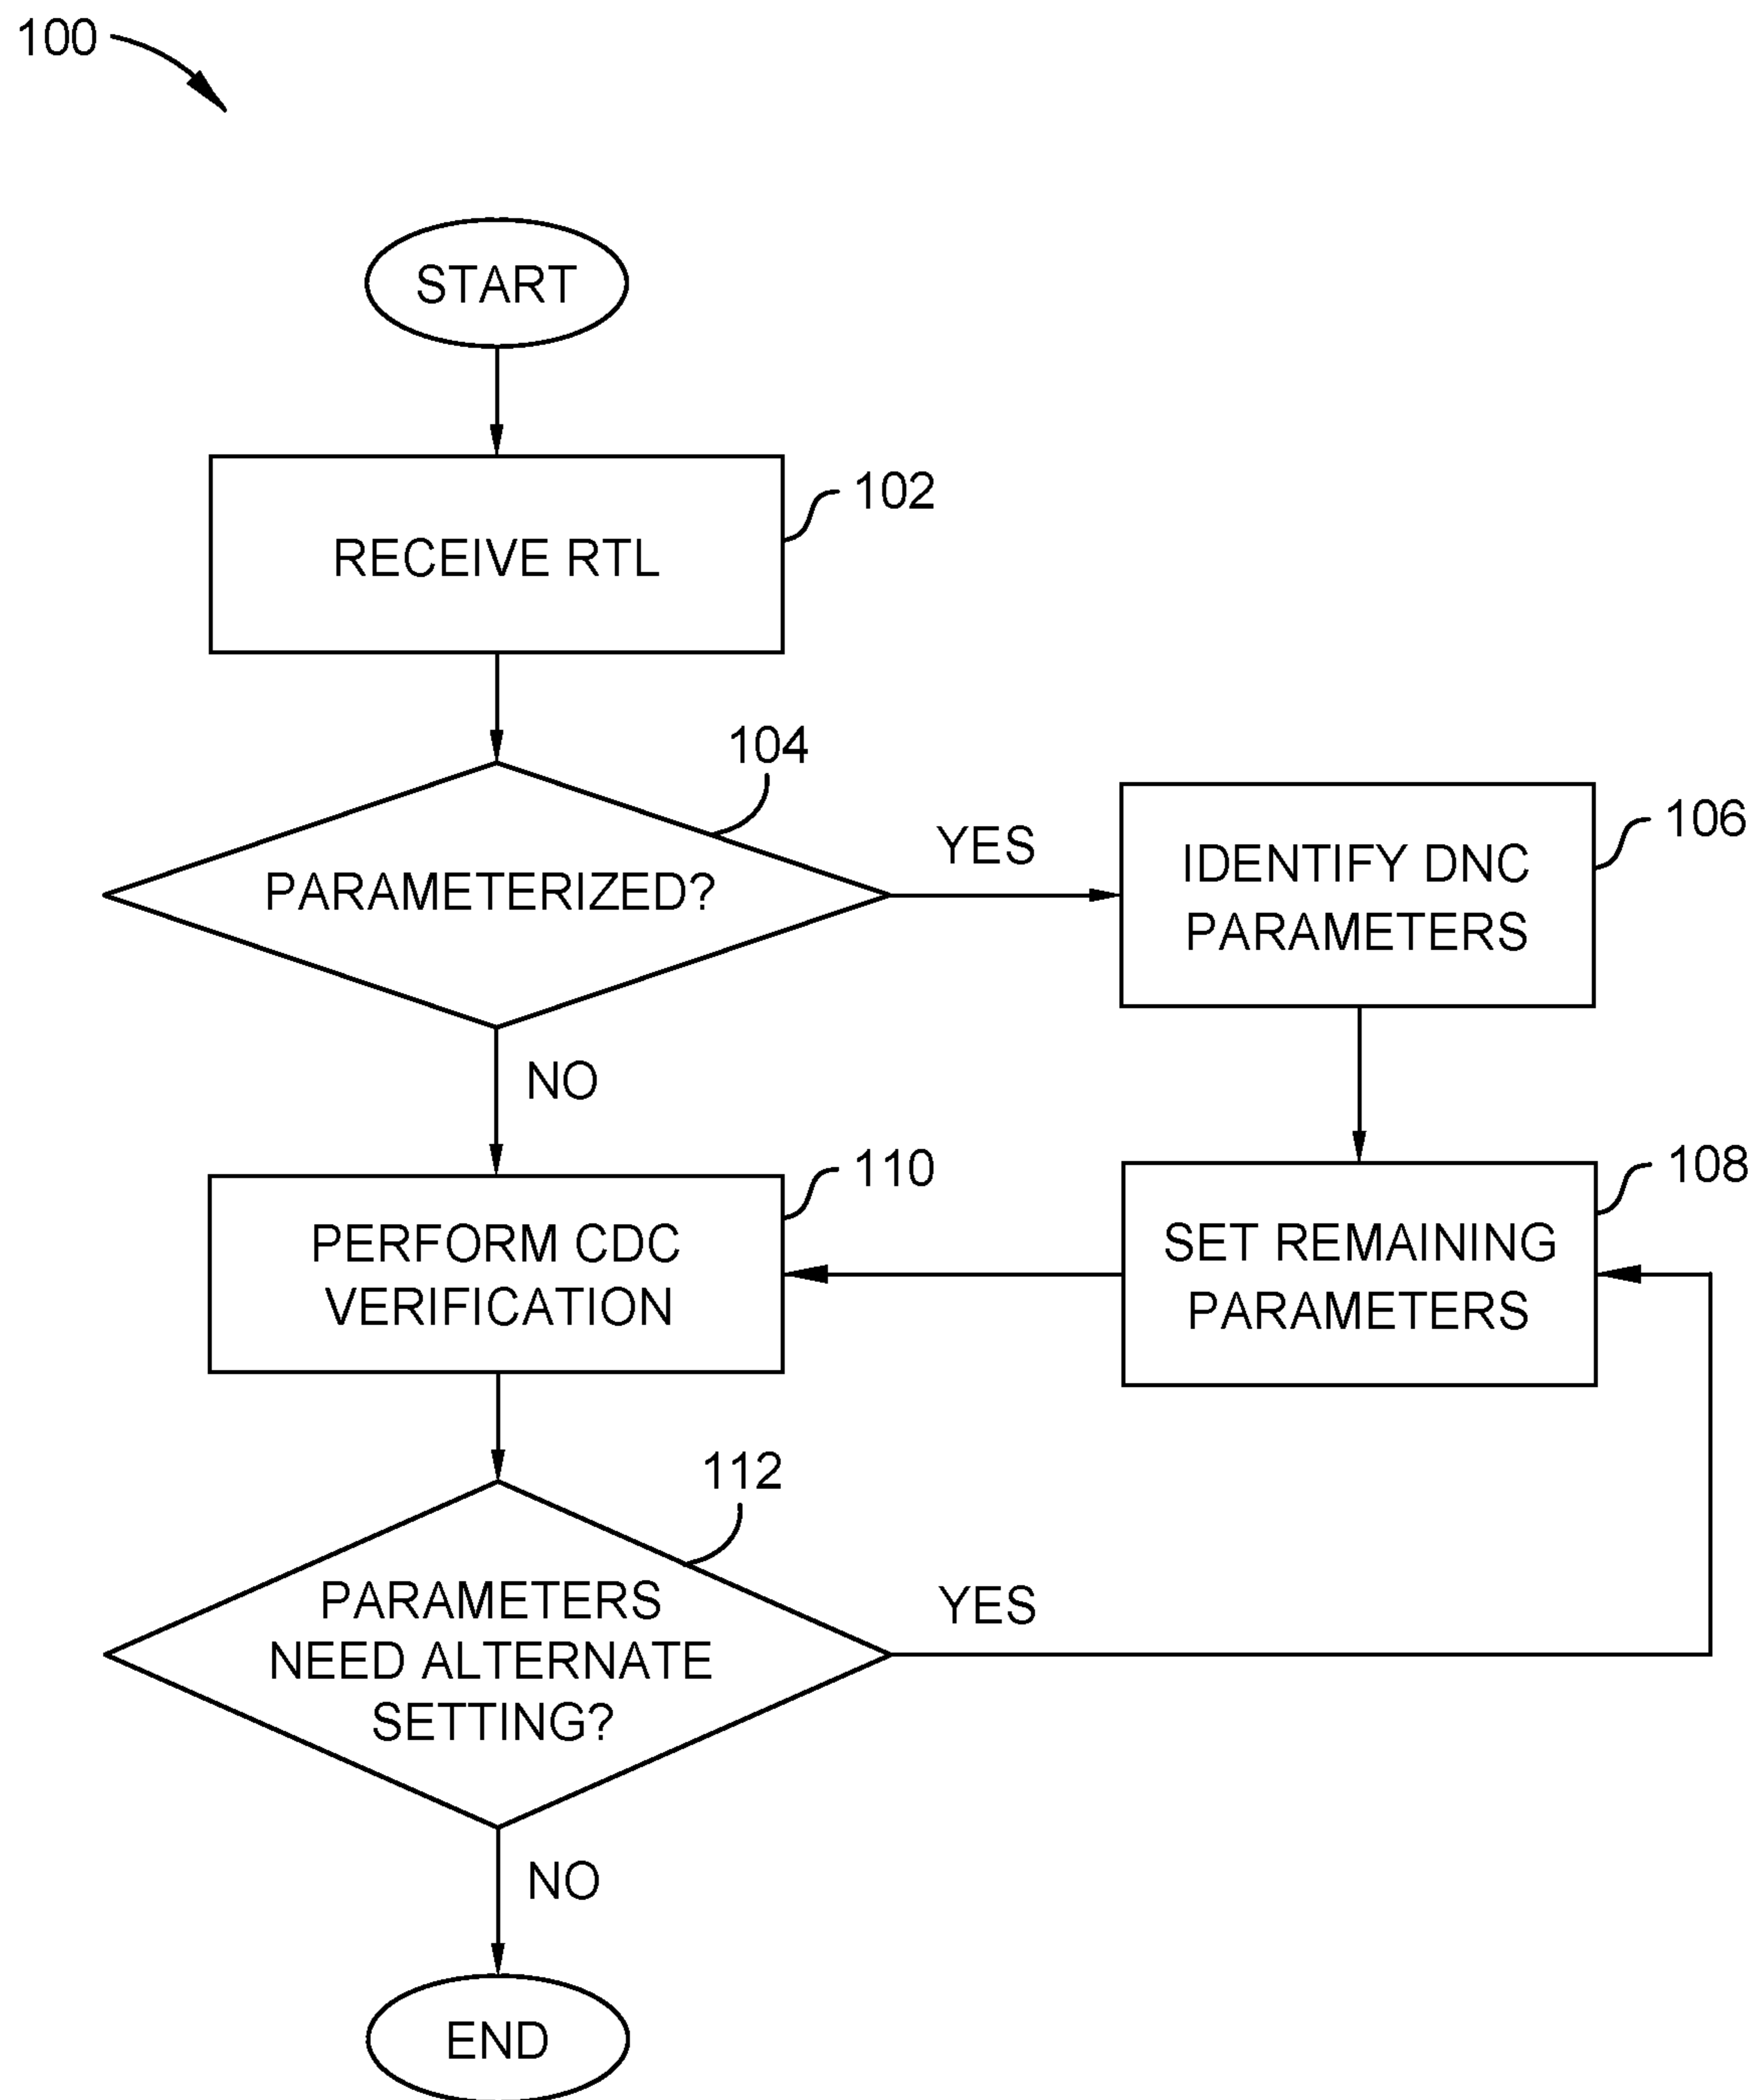 100
START
102
RECEIVE RTL
104
PARAMETERIZED?
YES
106
IDENTIFY DNC
PARAMETERS
NO
110
PERFORM CDC
VERIFICATION
108
SET REMAINING
PARAMETERS
112
PARAMETERS
NEED ALTERNATE
SETTING?
YES
NO
END